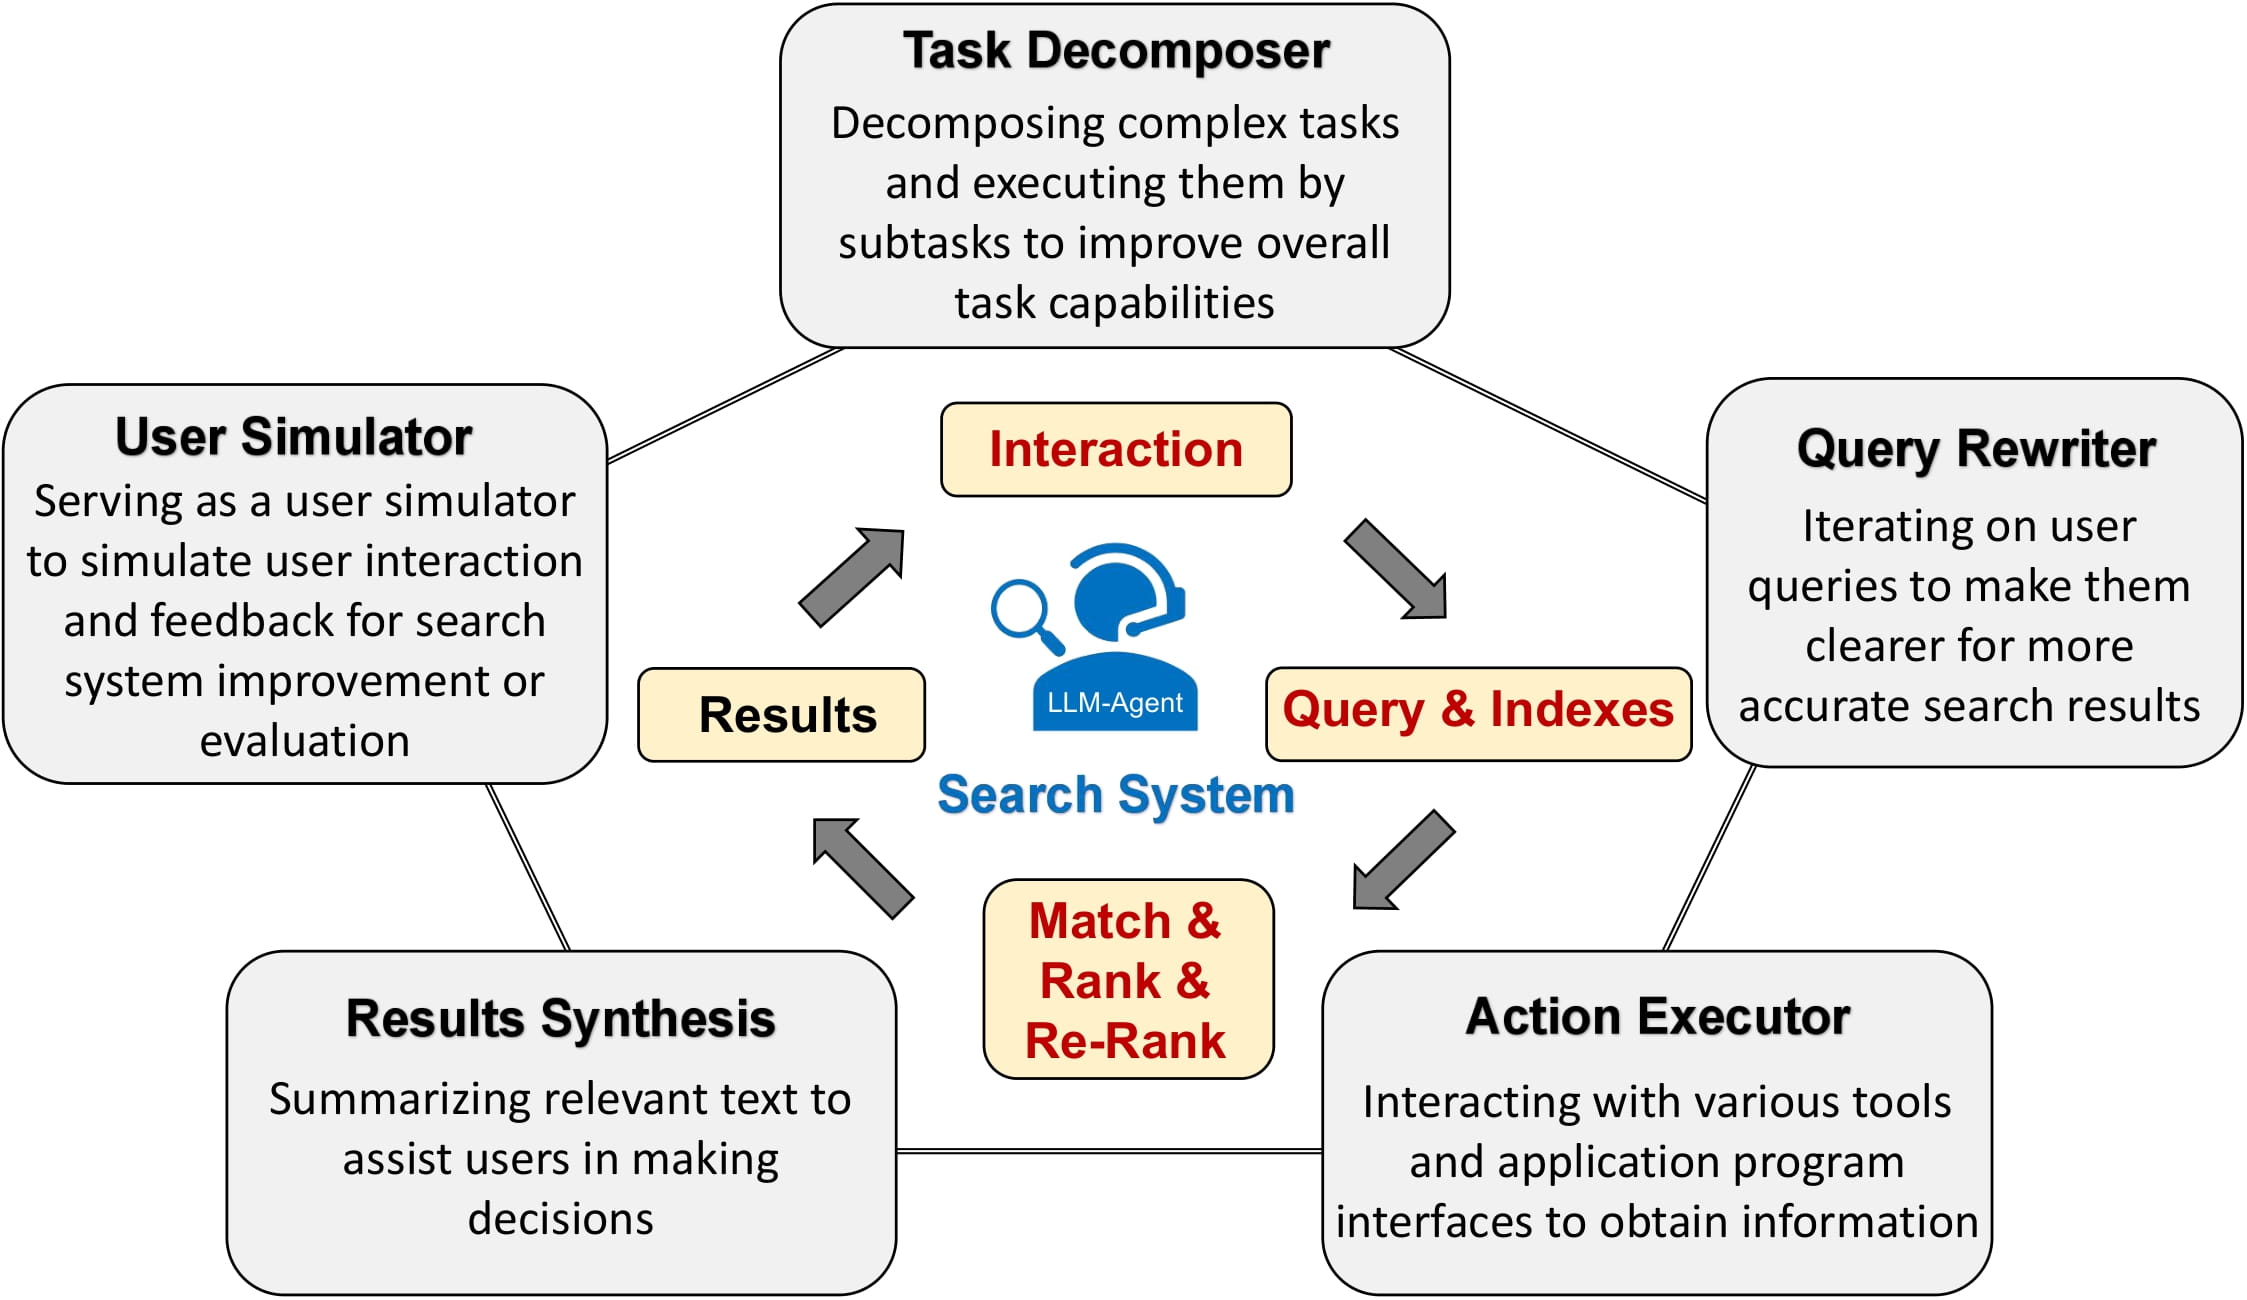 Task Decomposer
Decomposing complex tasks
and executing them by
subtasks to improve overall
task capabilities
User Simulator
Serving as a user simulator
to simulate user interaction
and feedback for search
system improvement or
evaluation
Interaction
Query Rewriter
Iterating on user
queries to make them
clearer for more
accurate search results
Results
LLM-Agent
Search System
Query & Indexes
Match &
Rank &
Re-Rank
Results Synthesis
Summarizing relevant text to
assist users in making
decisions
Action Executor
Interacting with various tools
and application program
interfaces to obtain information